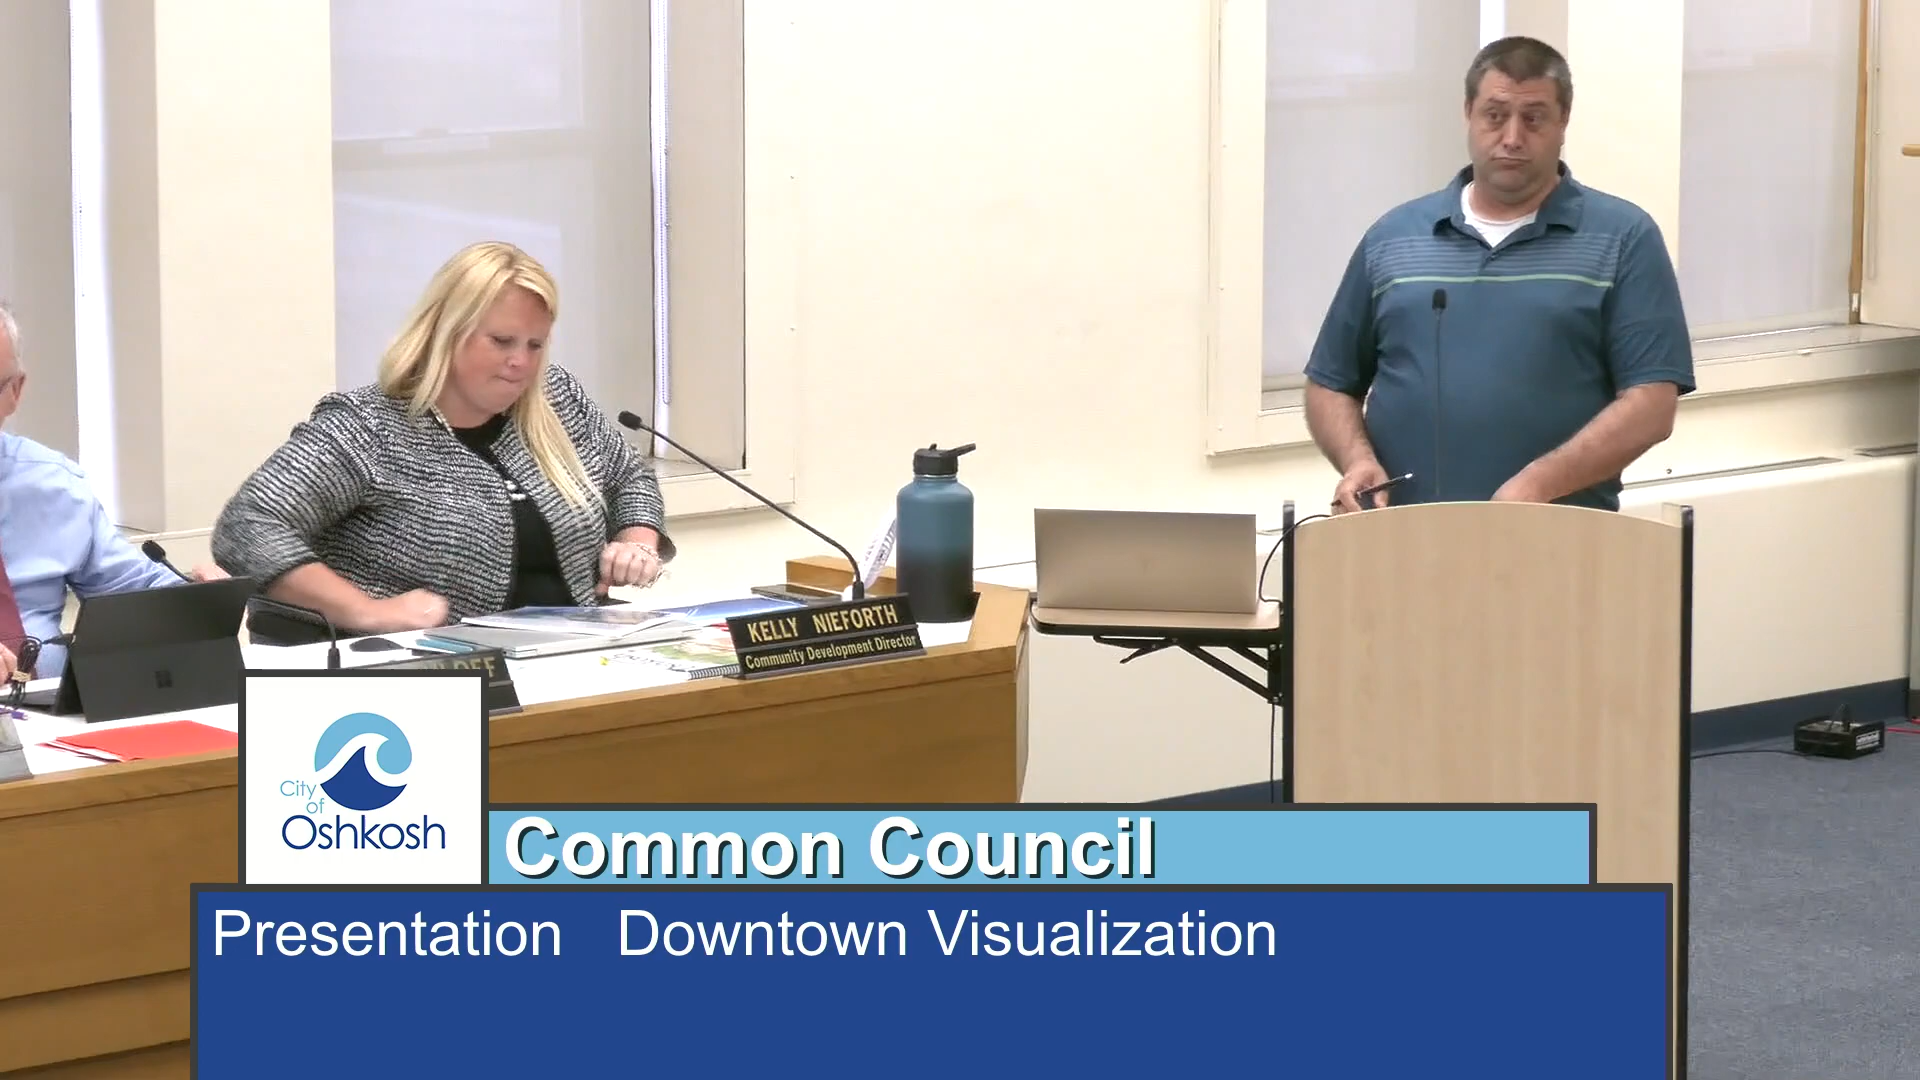 KELLY NIEFORTH
Community Development Director
City
of
Oshkosh
Common Council
Presentation Downtown Visualization